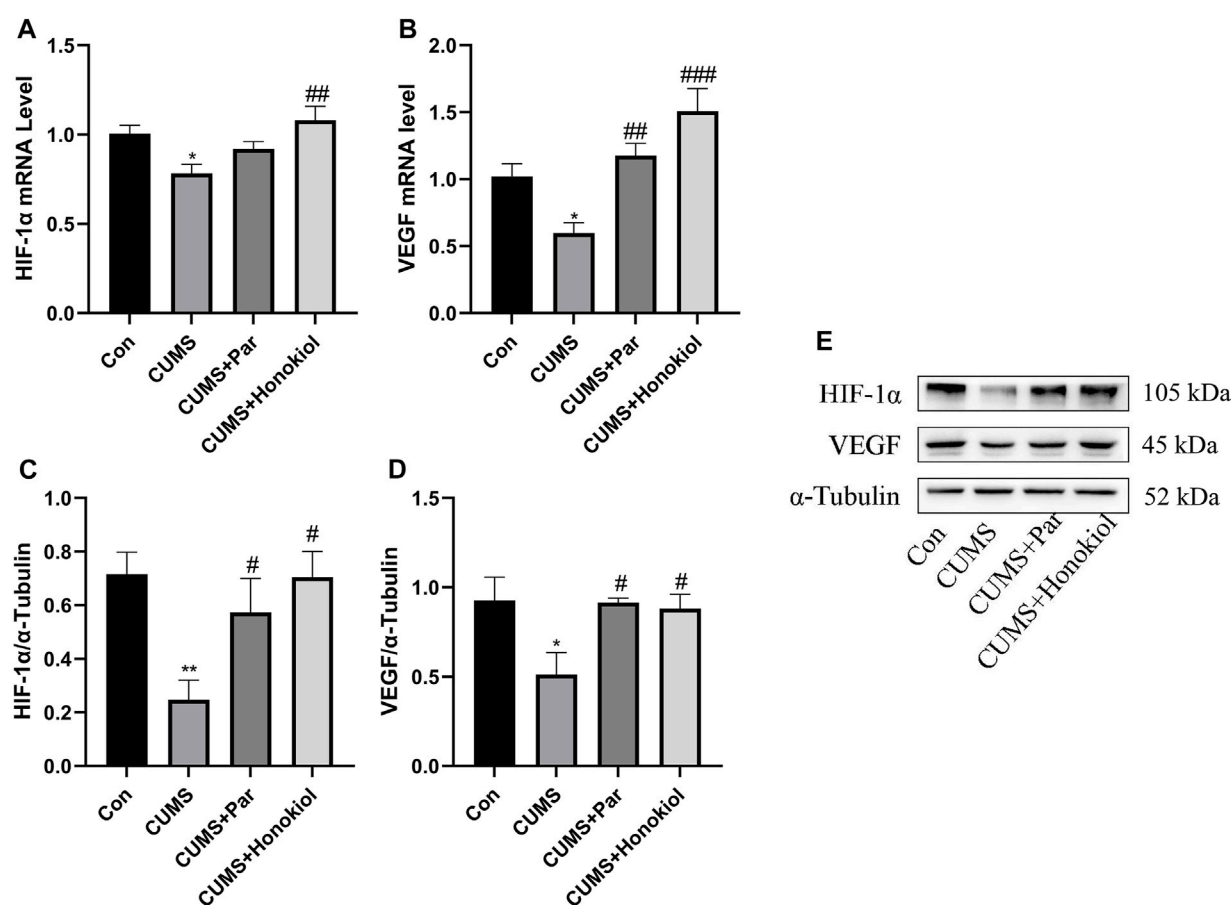 A
HIF-1α mRNA Level
1.5
1.0
0.5
0.0
*
##
Con
CUMS
CUMS+Par
CUMS+Honokiol
B
VEGF mRNA level
2.0
1.5
1.0
0.5
0.0
*
##
###
Con
CUMS
CUMS+Par
CUMS+Honokiol
C
HIF-1α/α-Tubulin
1.0
0.8
0.6
0.4
0.2
0.0
**
#
#
Con
CUMS
CUMS+Par
CUMS+Honokiol
D
VEGF/α-Tubulin
1.5
1.0
0.5
0.0
*
#
#
Con
CUMS
CUMS+Par
CUMS+Honokiol
E
HIF-1α 105 kDa
VEGF 45 kDa
α-Tubulin 52 kDa
Con
CUMS
CUMS+Par
CUMS+Honokiol